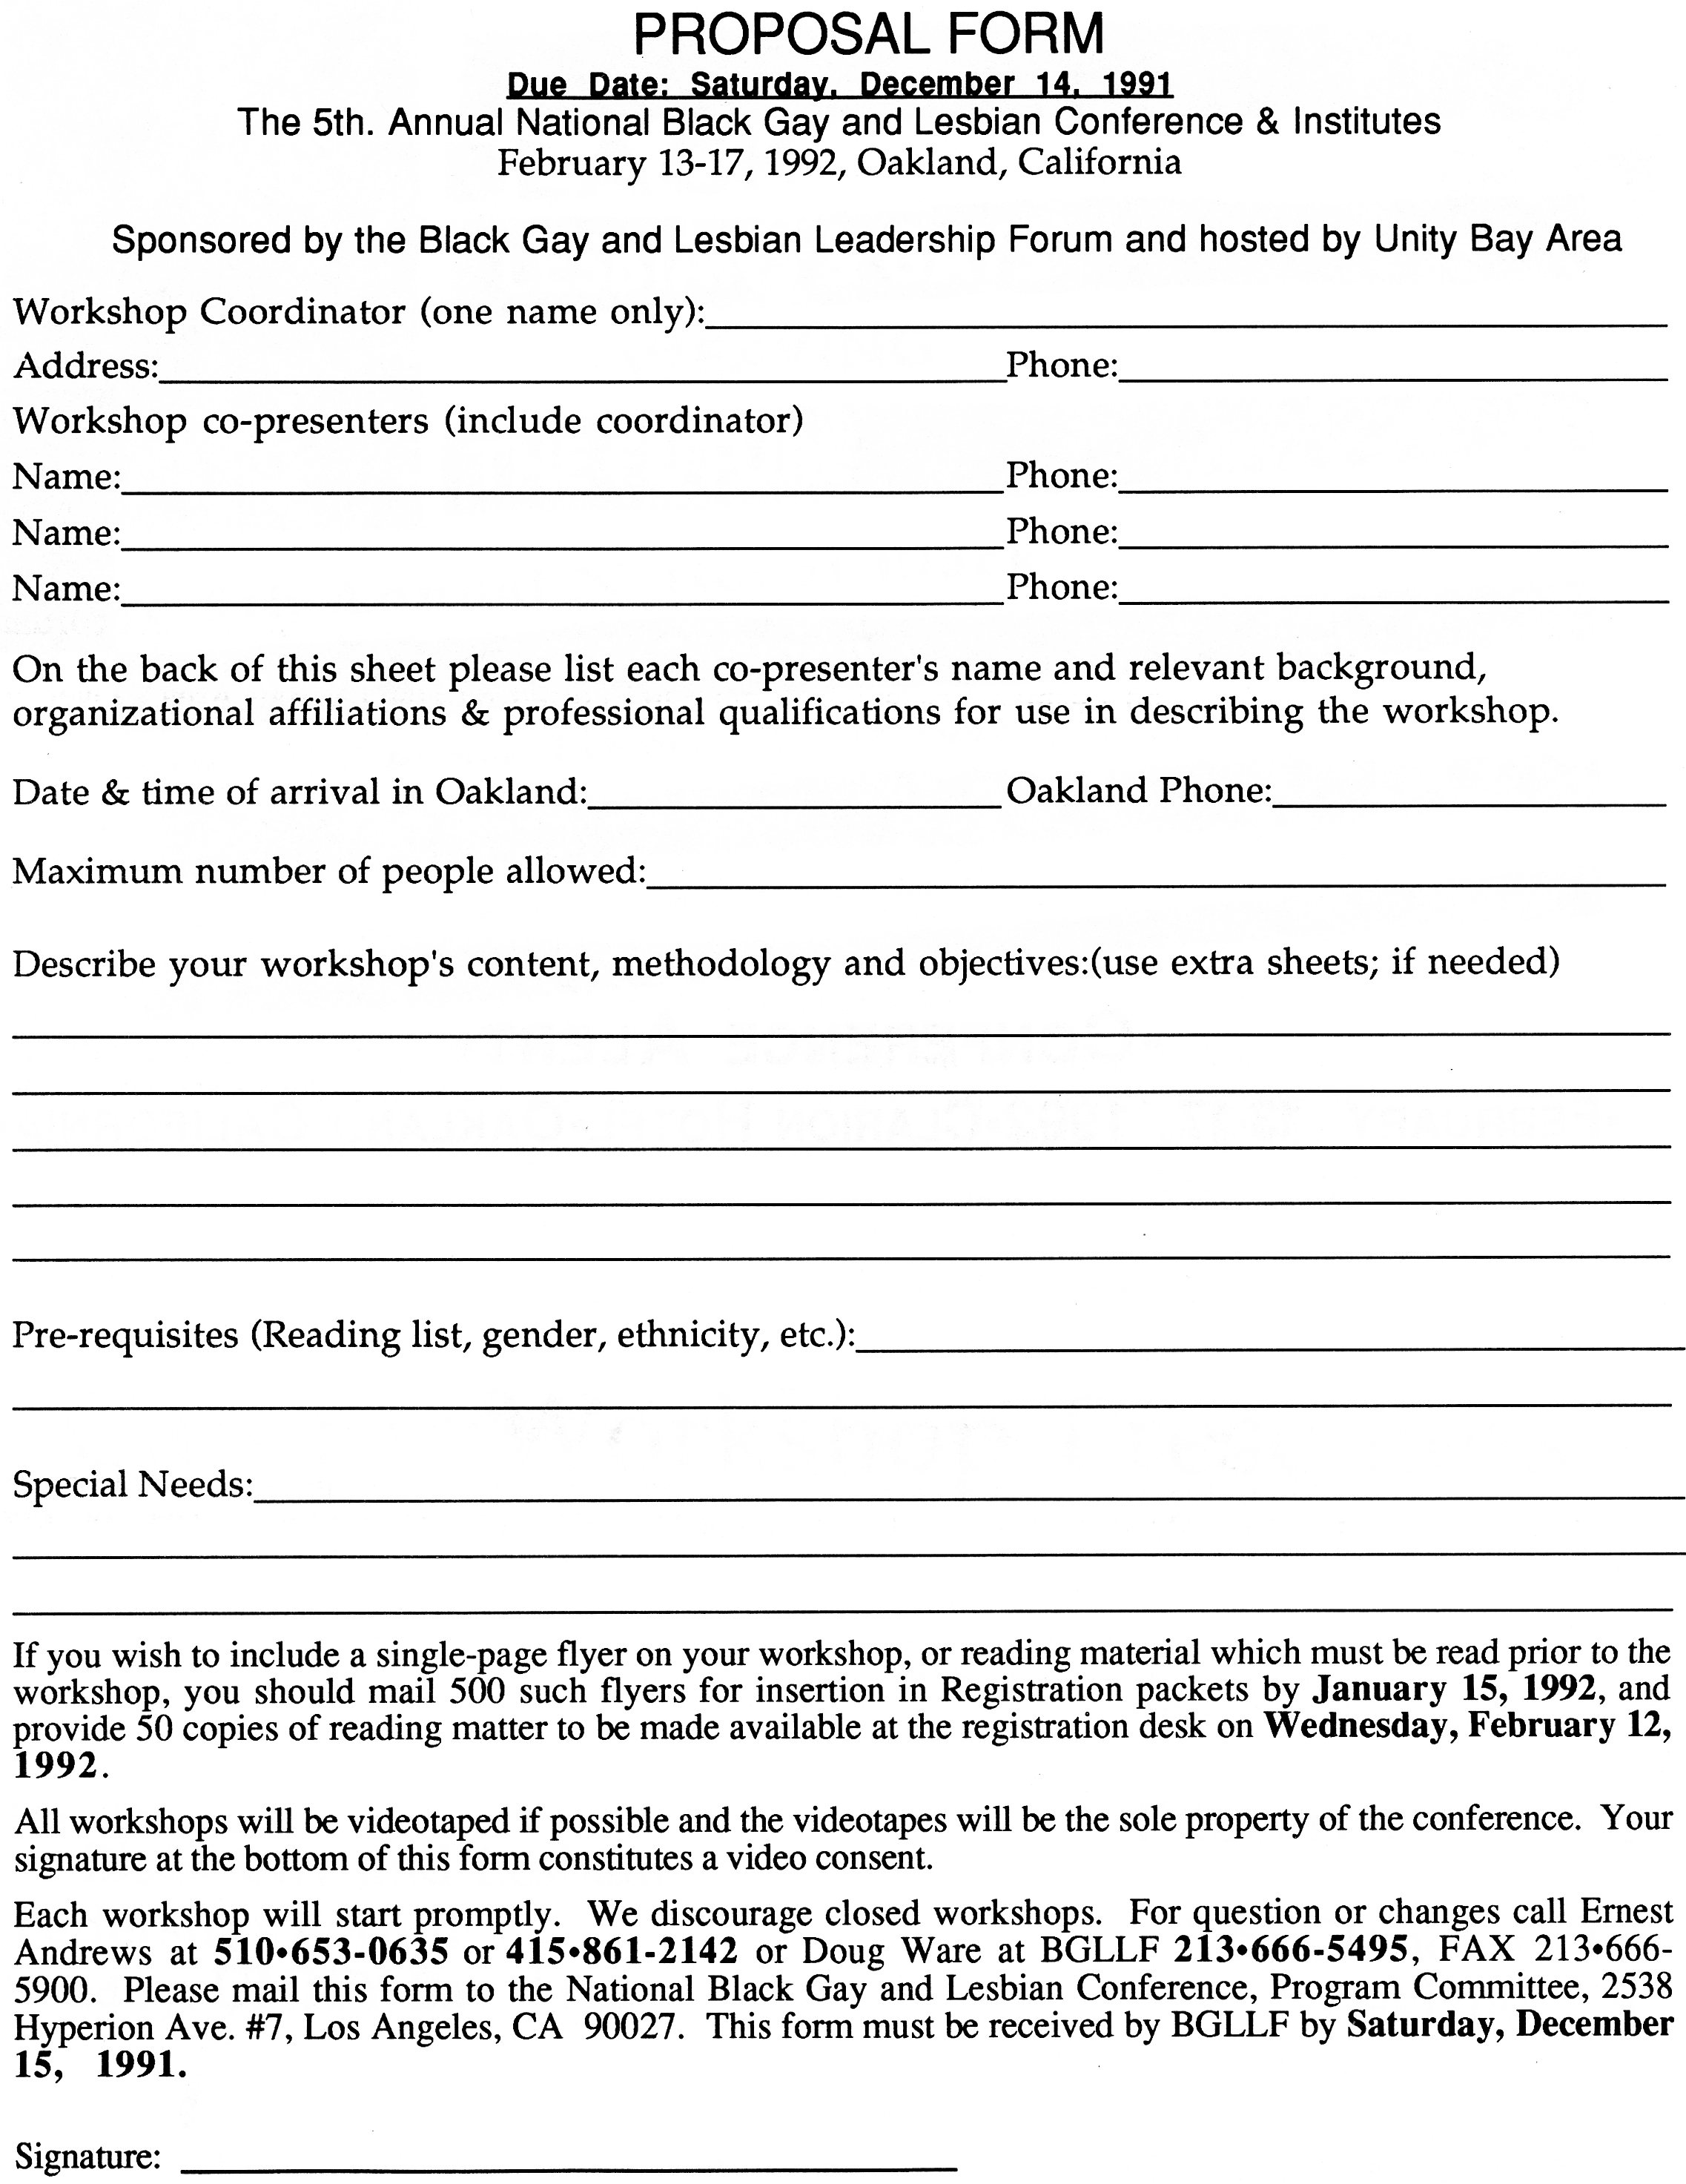 PROPOSAL FORM
Due Date: Saturday, December 14, 1991
The 5th. Annual National Black Gay and Lesbian Conference & Institutes
February 13-17, 1992, Oakland, California
Sponsored by the Black Gay and Lesbian Leadership Forum and hosted by Unity Bay Area
Workshop Coordinator (one name only):
Address: Phone:
Workshop co-presenters (include coordinator)
Name: Phone:
Name: Phone:
Name: Phone:
On the back of this sheet please list each co-presenter's name and relevant background,
organizational affiliations & professional qualifications for use in describing the workshop.
Date & time of arrival in Oakland: Oakland Phone:
Maximum number of people allowed:
Describe your workshop's content, methodology and objectives:(use extra sheets; if needed)
Pre-requisites (Reading list, gender, ethnicity, etc.):
Special Needs:
If you wish to include a single-page flyer on your workshop, or reading material which must be read prior to the
workshop, you should mail 500 such flyers for insertion in Registration packets by January 15, 1992, and
provide 50 copies of reading matter to be made available at the registration desk on Wednesday, February 12,
1992.
All workshops will be videotaped if possible and the videotapes will be the sole property of the conference. Your
signature at the bottom of this form constitutes a video consent.
Each workshop will start promptly. We discourage closed workshops. For question or changes call Ernest
Andrews at 510•653-0635 or 415•861-2142 or Doug Ware at BGLLF 213•666-5495, FAX 213•666-
5900. Please mail this form to the National Black Gay and Lesbian Conference, Program Committee, 2538
Hyperion Ave. #7, Los Angeles, CA 90027. This form must be received by BGLLF by Saturday, December
15, 1991.
Signature: